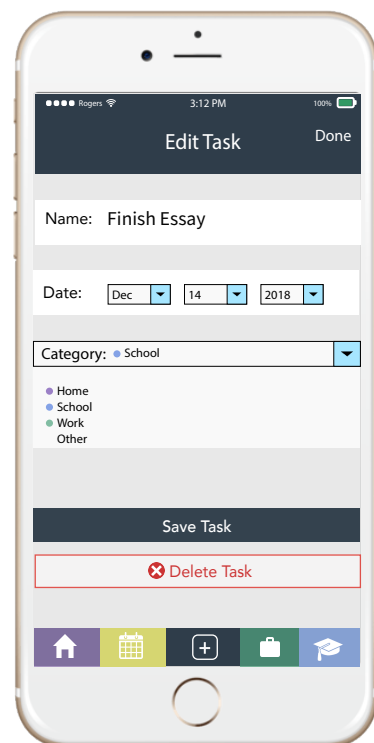 Rogers 3:12 PM 100%
Edit Task Done
Name: Finish Essay
Date: Dec 14 2018
Category: School
Home
School
Work
Other
Save Task
Delete Task